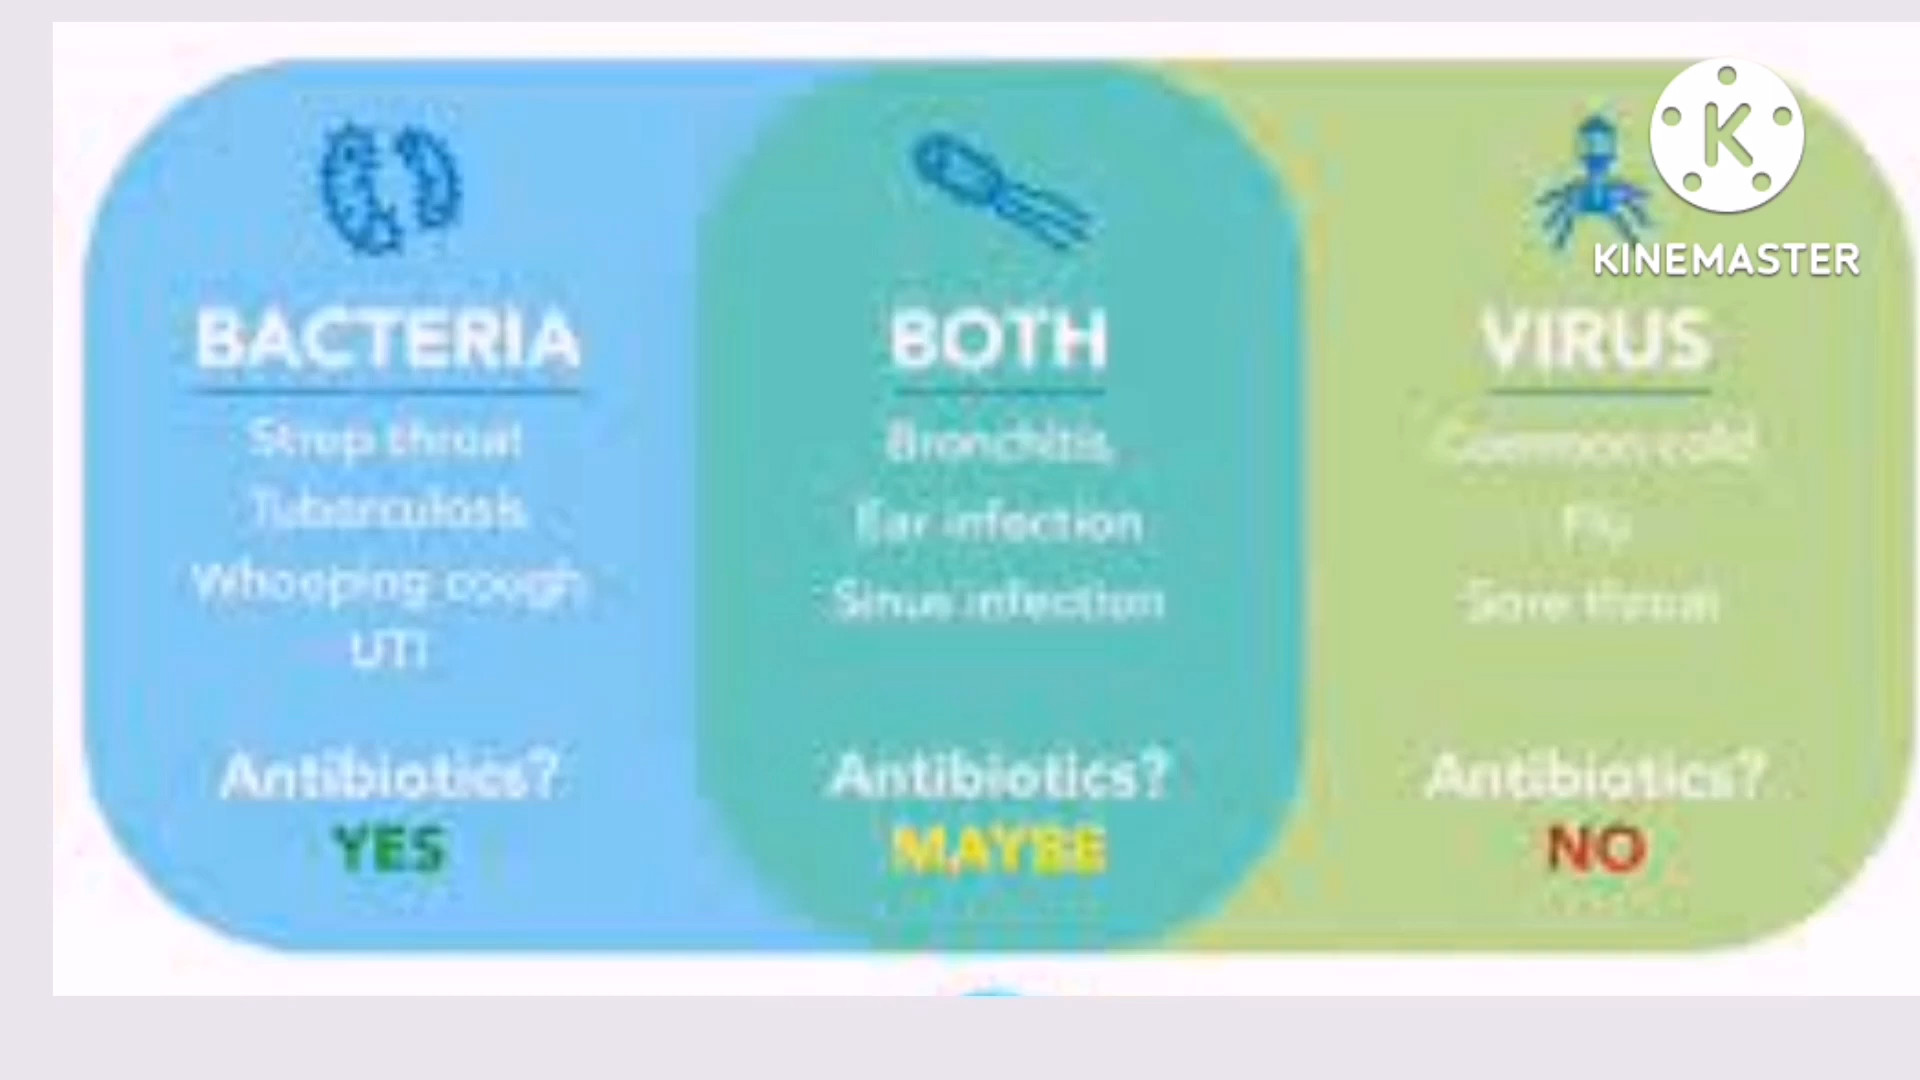 BACTERIA
Strep throat
Tuberculosis
Whooping cough
UTI
Antibiotics?
YES
BOTH
Bronchitis
Ear infection
Sinus infection
Antibiotics?
MAYBE
VIRUS
Common cold
Flu
Sore throat
Antibiotics?
NO
K
KINEMASTER